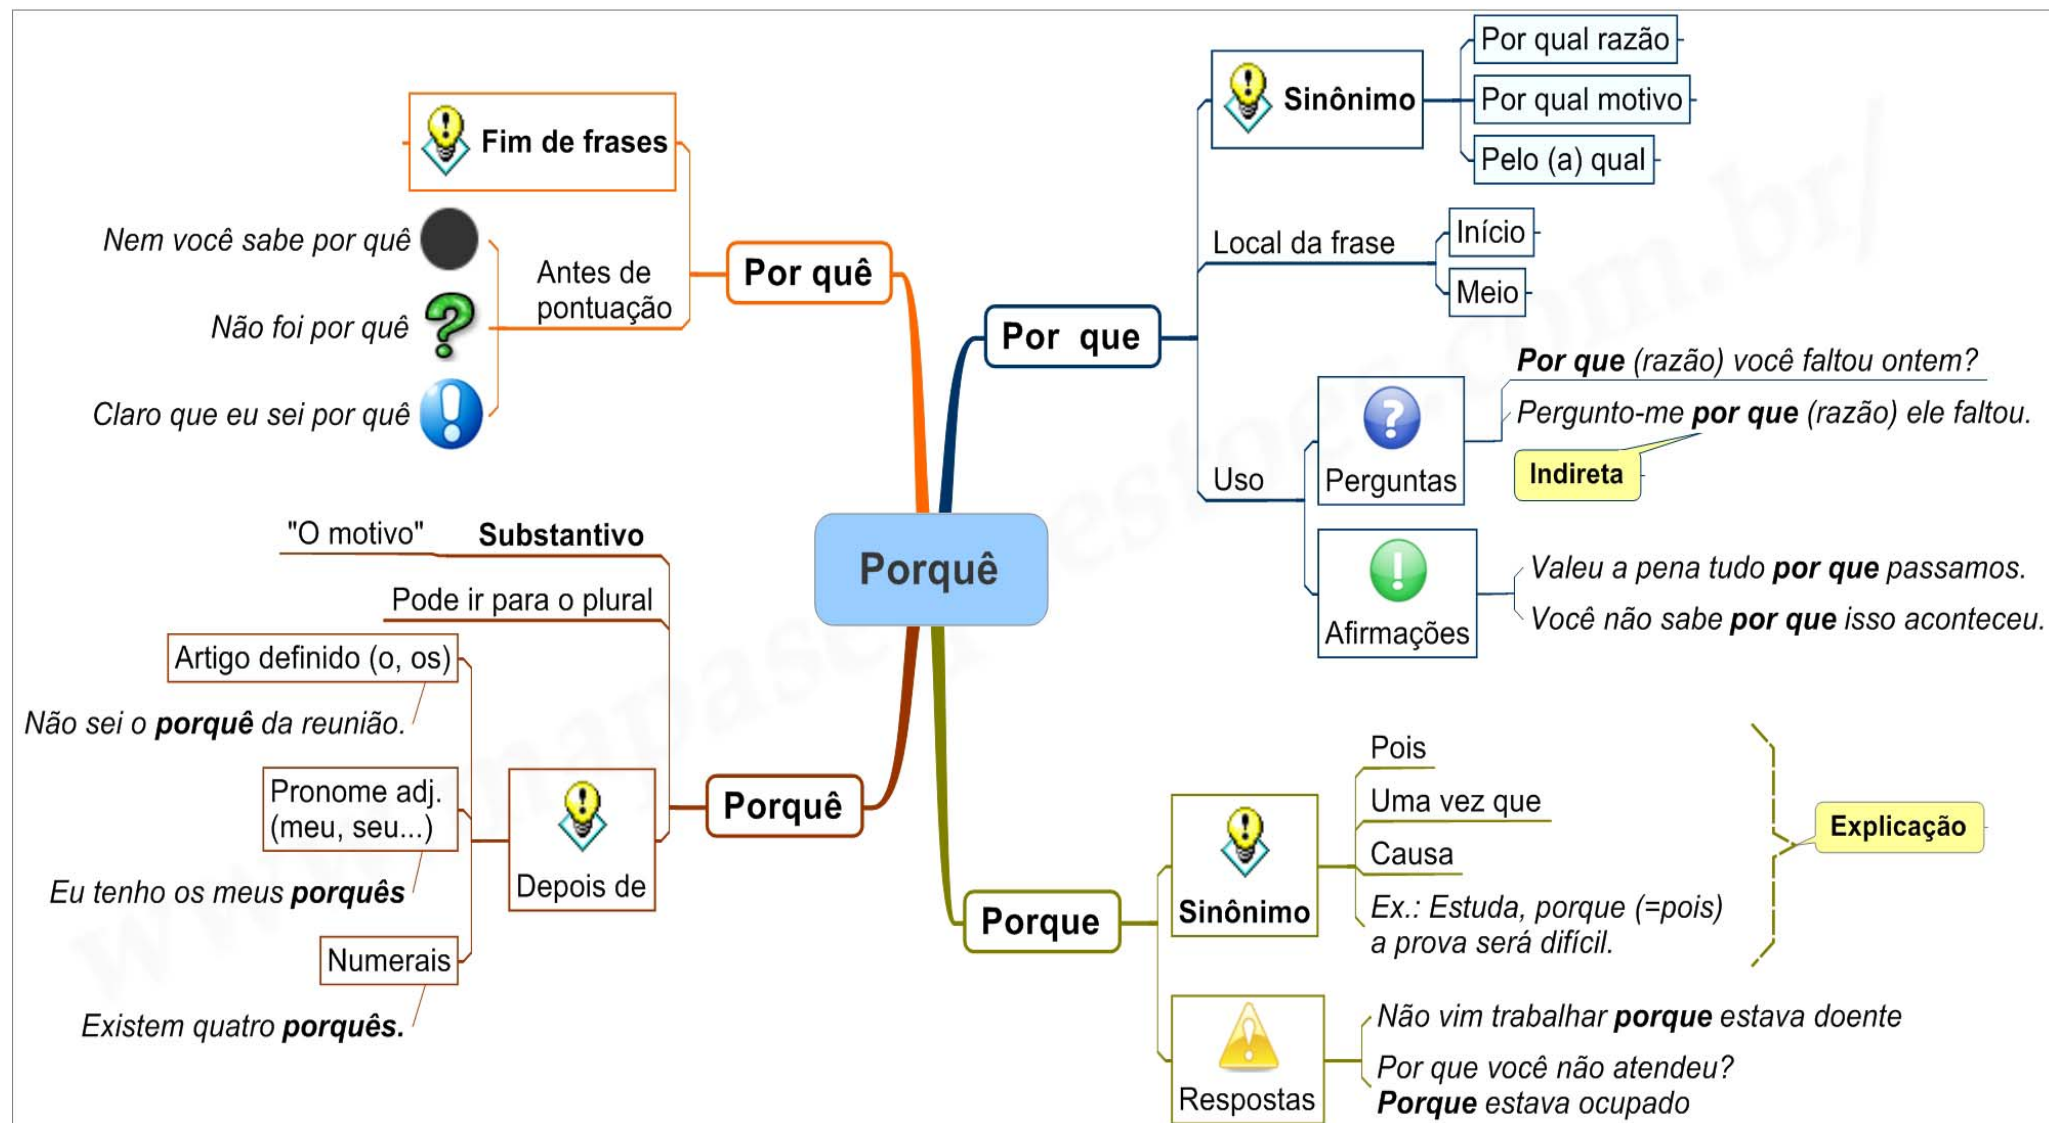 Porquê
Por quê
Fim de frases
Antes de
pontuação
Nem você sabe por quê
Não foi por quê
Claro que eu sei por quê
Por que
Sinônimo
Por qual razão
Por qual motivo
Pelo (a) qual
Local da frase
Início
Meio
Uso
Perguntas
Por que (razão) você faltou ontem?
Pergunto-me por que (razão) ele faltou.
Indireta
Afirmações
Valeu a pena tudo por que passamos.
Você não sabe por que isso aconteceu.
Porquê
"O motivo"
Substantivo
Pode ir para o plural
Depois de
Artigo definido (o, os)
Não sei o porquê da reunião.
Pronome adj.
(meu, seu...)
Eu tenho os meus porquês
Numerais
Existem quatro porquês.
Porque
Sinônimo
Pois
Uma vez que
Causa
Ex.: Estuda, porque (=pois)
a prova será difícil.
Explicação
Respostas
Não vim trabalhar porque estava doente
Por que você não atendeu?
Porque estava ocupado